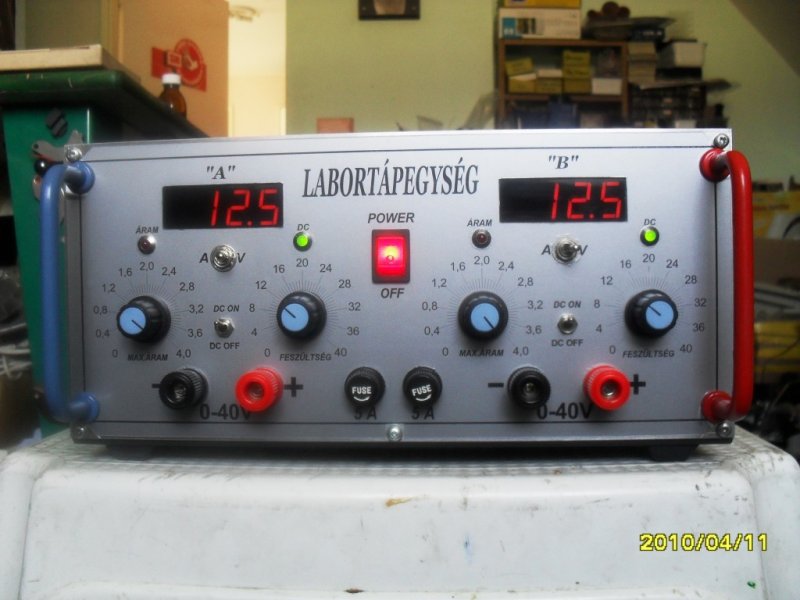 "A"
LABORTÁPEGYSÉG
"B"
12.5
12.5
POWER
OFF
ÁRAM
DC
A V
ÁRAM
DC
A V
0 0,4 0,8 1,2 1,6 2,0 2,4 2,8 3,2 3,6 4,0
MAX.ÁRAM
DC ON
DC OFF
0 4 8 12 16 20 24 28 32 36 40
FESZÜLTSÉG
0 0,4 0,8 1,2 1,6 2,0 2,4 2,8 3,2 3,6 4,0
MAX.ÁRAM
DC ON
DC OFF
0 4 8 12 16 20 24 28 32 36 40
FESZÜLTSÉG
- +
0-40V
FUSE
5 A
FUSE
5 A
- +
0-40V
2010/04/11